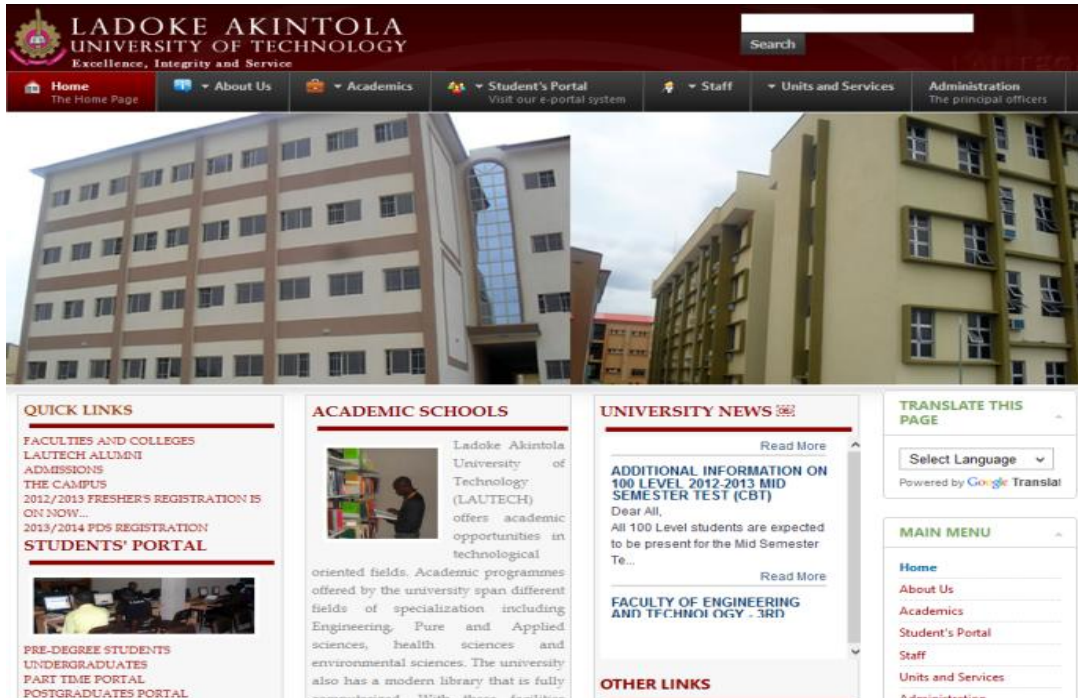 LADOKE AKINTOLA
UNIVERSITY OF TECHNOLOGY
Excellence, Integrity and Service
Search
Home
The Home Page
About Us
Academics
Student's Portal
Visit our e-portal system
Staff
Units and Services
Administration
The principal officers
QUICK LINKS
FACULTIES AND COLLEGES
LAUTECH ALUMNI
ADMISSIONS
THE CAMPUS
2012/2013 FRESHER'S REGISTRATION IS
ON NOW...
2013/2014 PDS REGISTRATION
STUDENTS' PORTAL
PRE-DEGREE STUDENTS
UNDERGRADUATES
PART TIME PORTAL
POSTGRADUATES PORTAL
ACADEMIC SCHOOLS
Ladoke Akintola
University of
Technology
(LAUTECH)
offers academic
opportunities in
technological
oriented fields. Academic programmes
offered by the university span different
fields of specialization including
Engineering, Pure and Applied
sciences, health sciences and
environmental sciences. The university
also has a modern library that is fully
computerized. With these facilities
UNIVERSITY NEWS
Read More
ADDITIONAL INFORMATION ON
100 LEVEL 2012-2013 MID
SEMESTER TEST (CBT)
Dear All,
All 100 Level students are expected
to be present for the Mid Semester
Te...
Read More
FACULTY OF ENGINEERING
AND TECHNOLOGY - 3RD
OTHER LINKS
TRANSLATE THIS
PAGE
Select Language
Powered by Google Translat
MAIN MENU
Home
About Us
Academics
Student's Portal
Staff
Units and Services
Administration